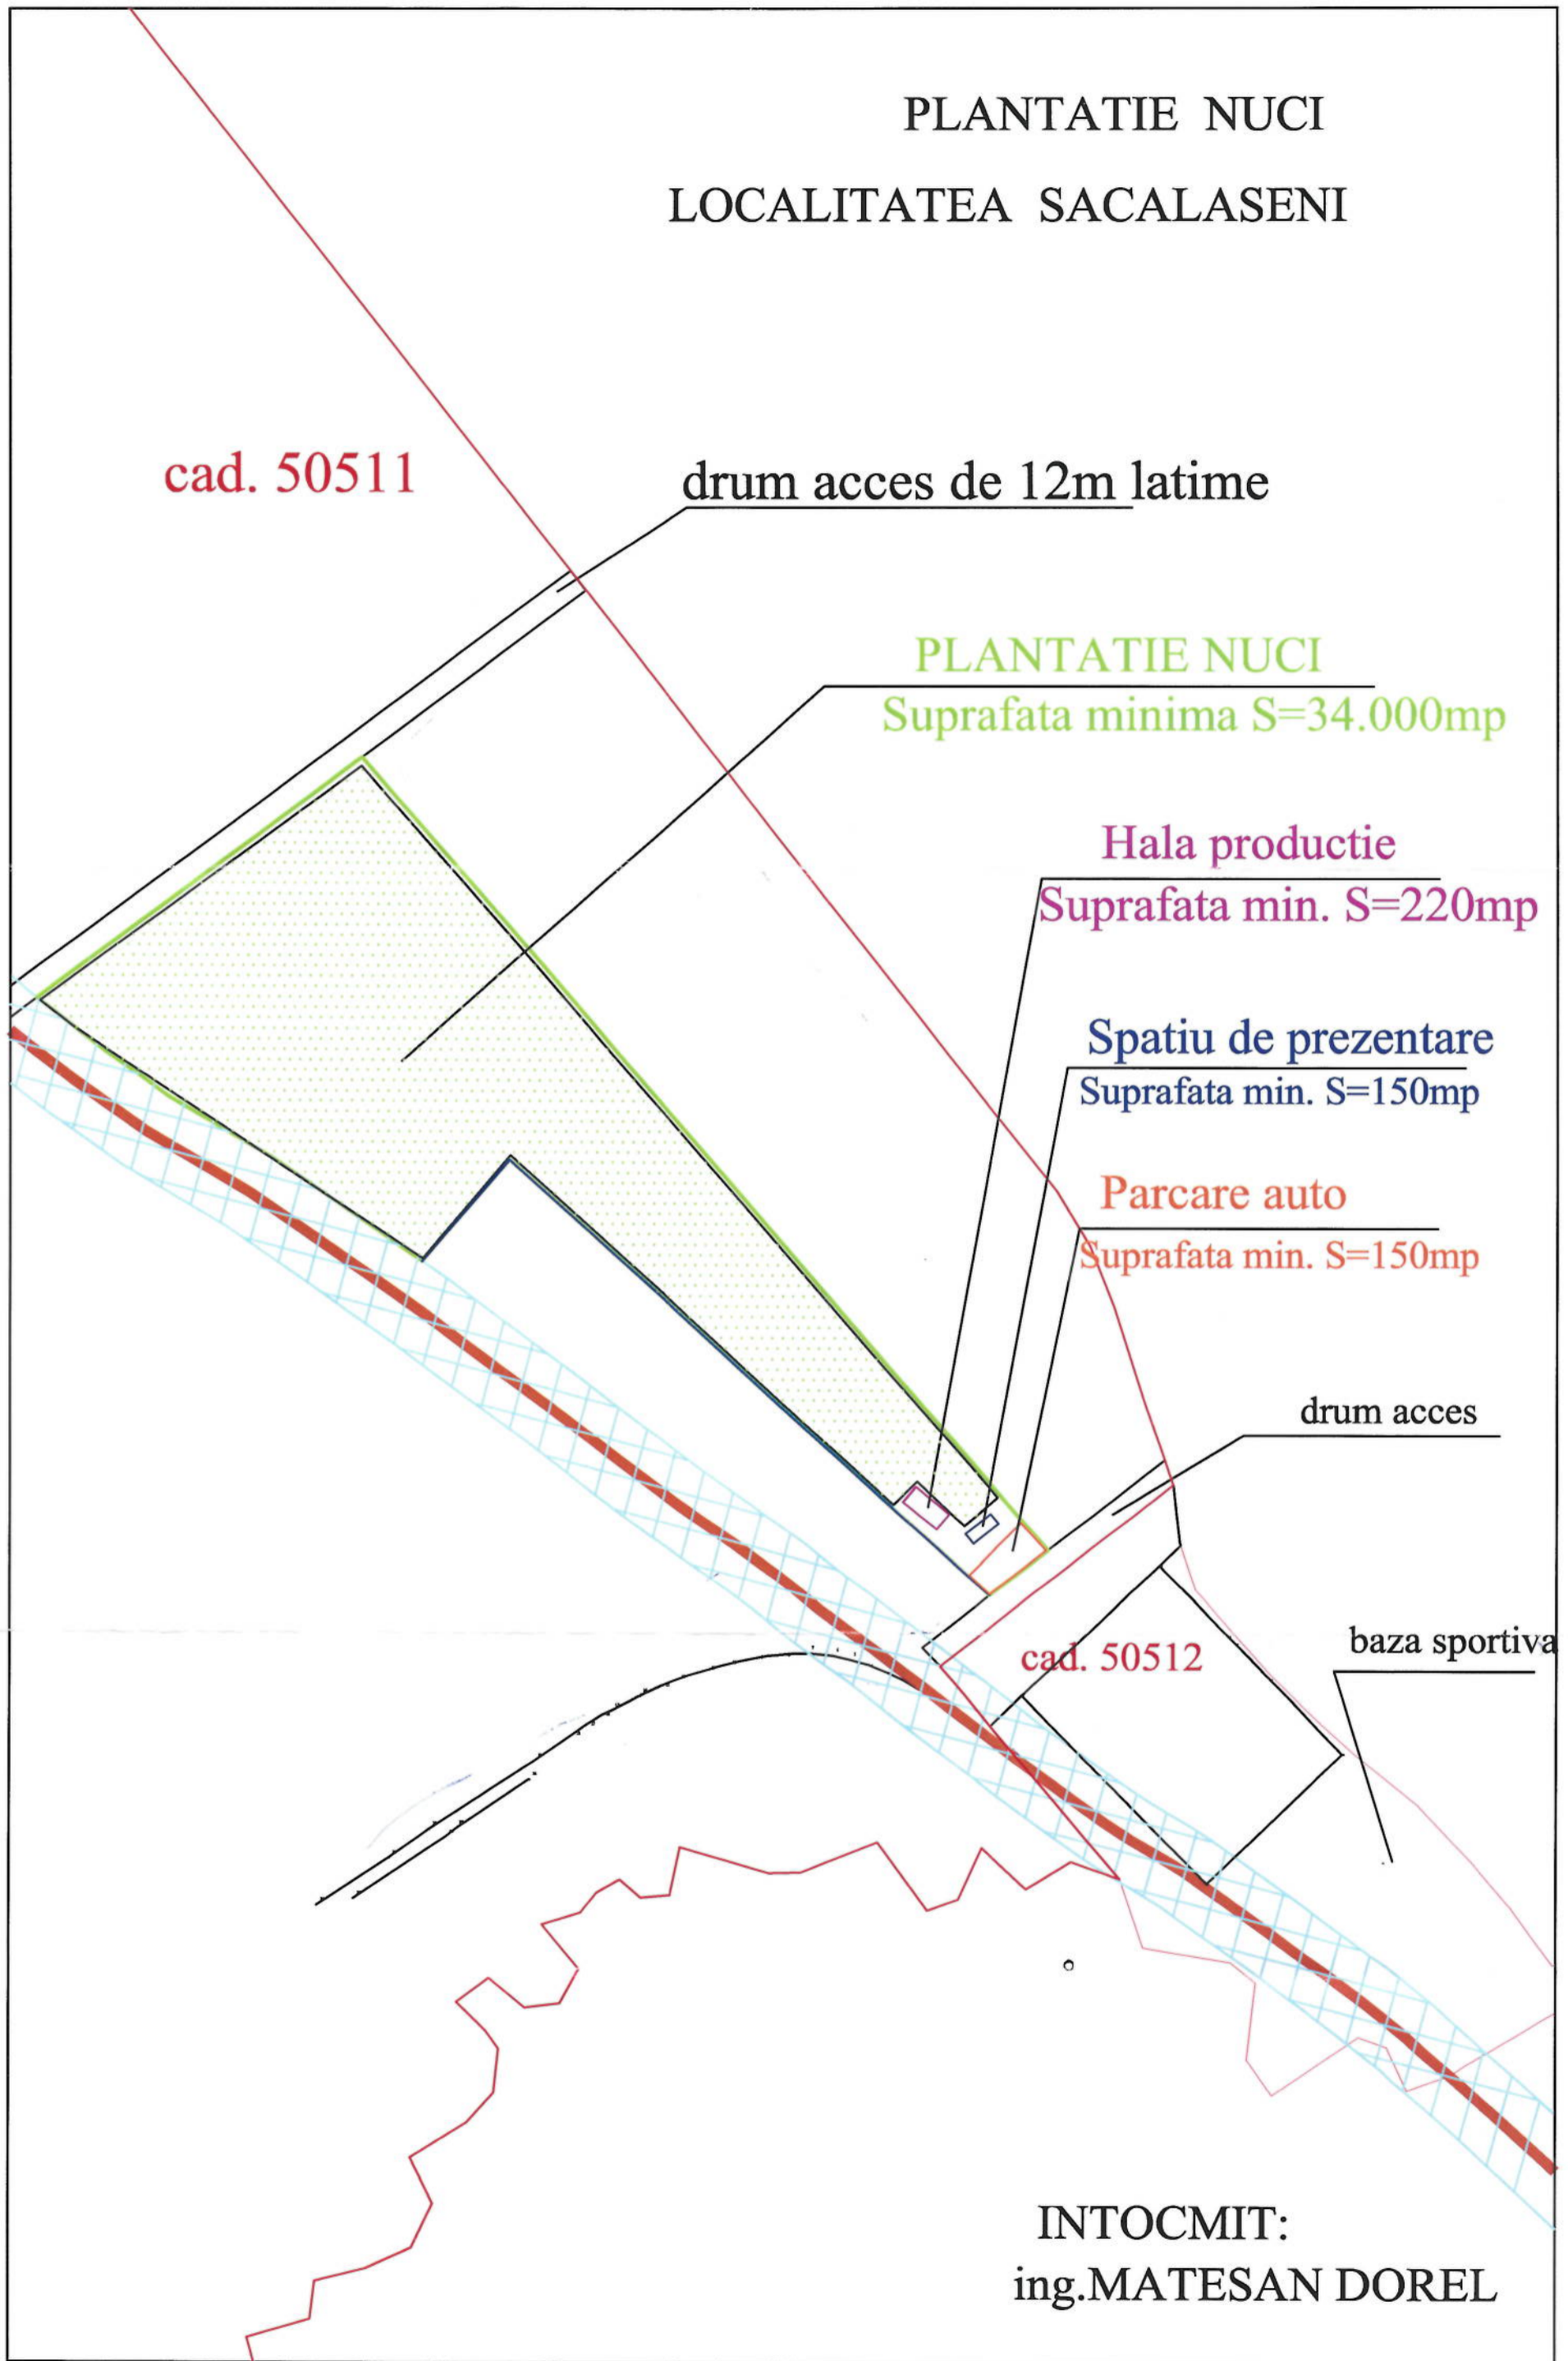 PLANTATIE NUCI
LOCALITATEA SACALASENI
cad. 50511
drum acces de 12m latime
PLANTATIE NUCI
Suprafata minima S=34.000mp
Hala productie
Suprafata min. S=220mp
Spatiu de prezentare
Suprafata min. S=150mp
Parcare auto
Suprafata min. S=150mp
drum acces
baza sportiva
cad. 50512
INTOCMIT:
ing.MATESAN DOREL